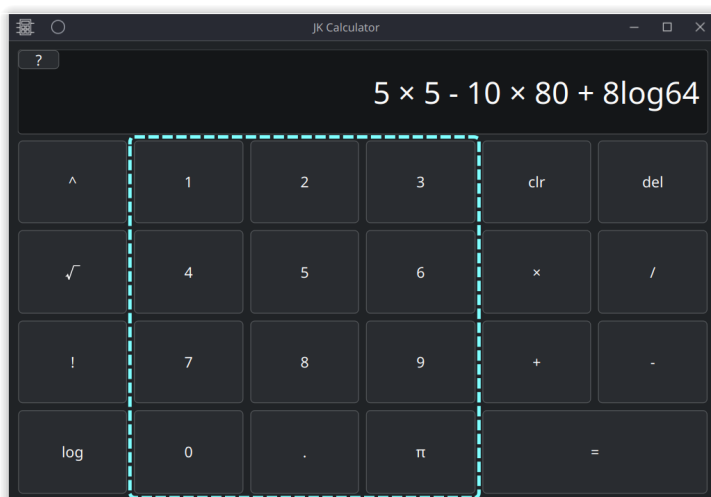 JK Calculator
?
5 × 5 - 10 × 80 + 8log64
^ 1 2 3 clr del
√ 4 5 6 × /
! 7 8 9 + -
log 0 . π =